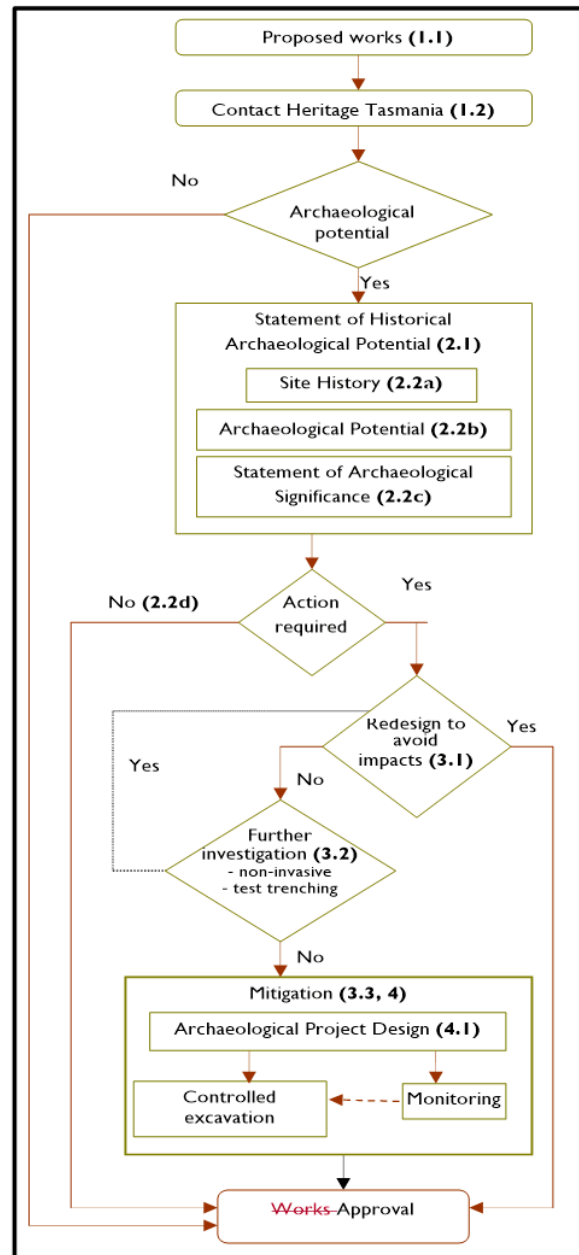 Proposed works (1.1)
Contact Heritage Tasmania (1.2)
No
Archaeological
potential
Yes
Statement of Historical
Archaeological Potential (2.1)
Site History (2.2a)
Archaeological Potential (2.2b)
Statement of Archaeological
Significance (2.2c)
No (2.2d)
Action
required
Yes
Redesign to
avoid
impacts (3.1)
Yes
Yes
No
Further
investigation (3.2)
- non-invasive
- test trenching
No
Mitigation (3.3, 4)
Archaeological Project Design (4.1)
Controlled
excavation
Monitoring
Works Approval